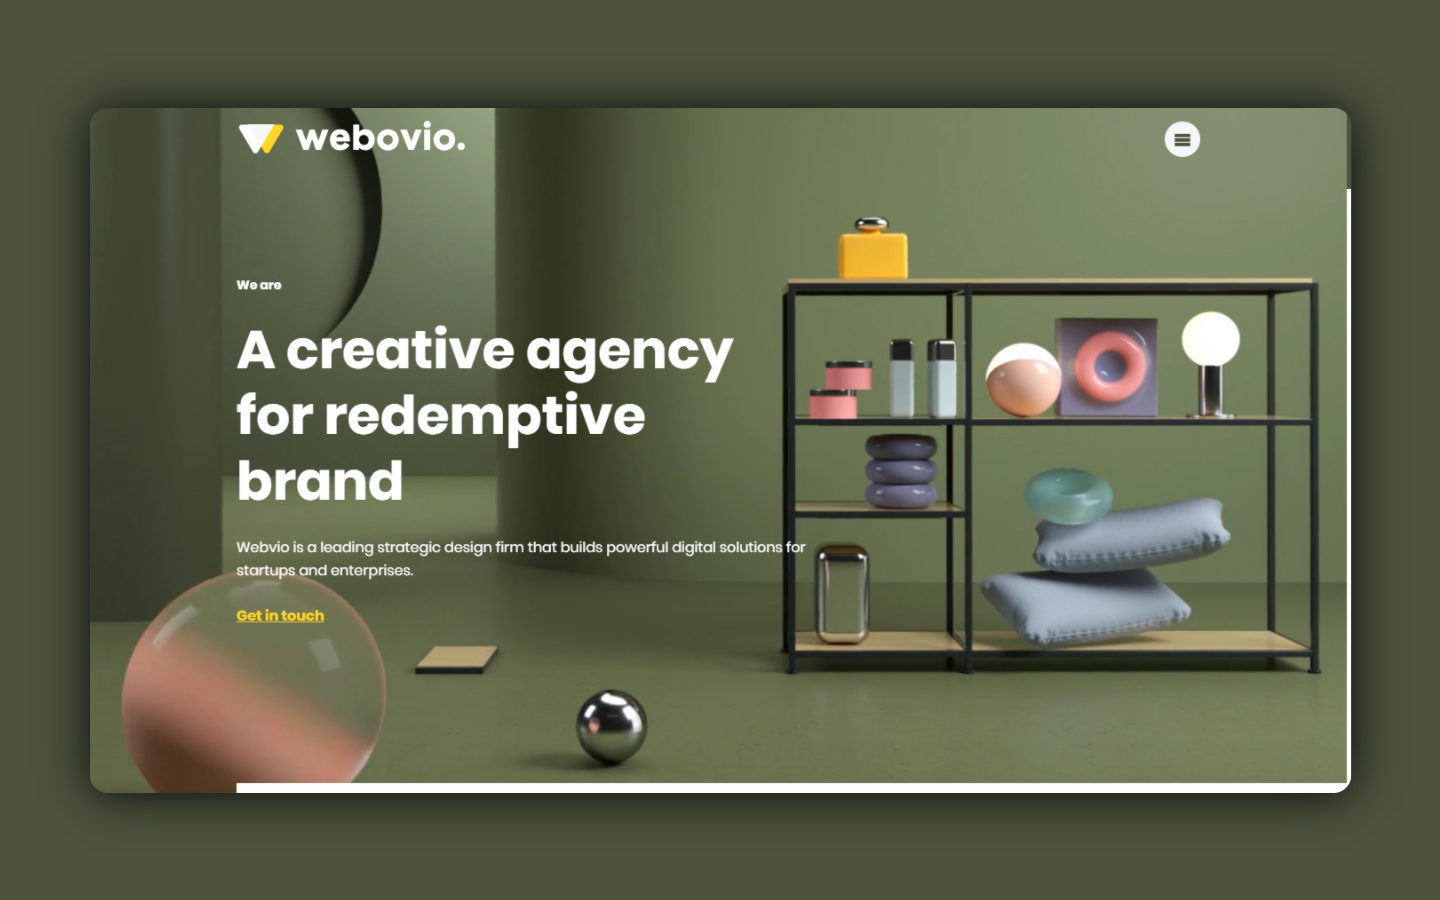 webovio.
We are
A creative agency
for redemptive
brand
Webvio is a leading strategic design firm that builds powerful digital solutions for
startups and enterprises.
Get in touch